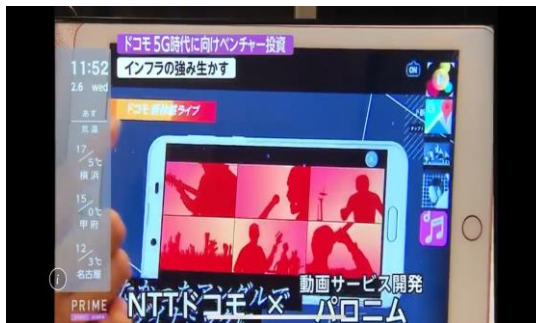 ドコモ5G時代に向けベンチャー投資
インフラの強み生かす
11:52
2.6 wed
あす
気温
17/5℃
横浜
15/0℃
甲府
12/3℃
名古屋
ドコモ新体感ライブ
ON
i
動画サービス開発
NTTドコモ × パロニム
PRIME